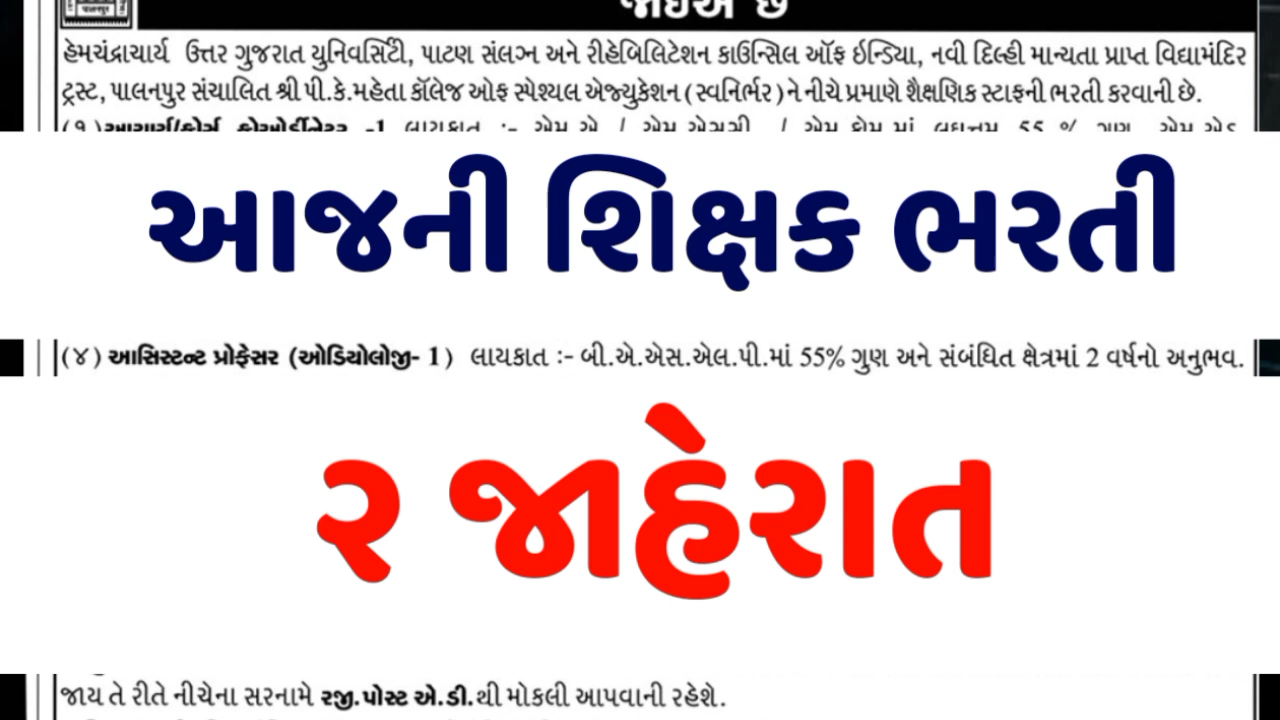 જોઈએ છે
હેમચંદ્રાચાર્ય ઉત્તર ગુજરાત યુનિવર્સિટી, પાટણ સંલગ્ન અને રીહેબિલિટેશન કાઉન્સિલ ઑફ ઈન્ડિયા, નવી દિલ્હી માન્યતા પ્રાપ્ત વિદ્યામંદિર
ટ્રસ્ટ, પાલનપુર સંચાલિત શ્રી પી.કે.મહેતા કૉલેજ ઓફ સ્પેશ્યલ એજ્યુકેશન (સ્વનિર્ભર) ને નીચે પ્રમાણે શૈક્ષણિક સ્ટાફની ભરતી કરવાની છે.
આજની શિક્ષક ભરતી
(૪) આસિસ્ટન્ટ પ્રોફેસર (ઓડિયોલોજી- 1) લાયકાત :- બી.એ.એસ.એલ.પી.માં 55% ગુણ અને સંબંધિત ક્ષેત્રમાં 2 વર્ષનો અનુભવ.
૨ જાહેરાત
જાય તે રીતે નીચેના સરનામે રજી.પોસ્ટ એ.ડી.થી મોકલી આપવાની રહેશે.